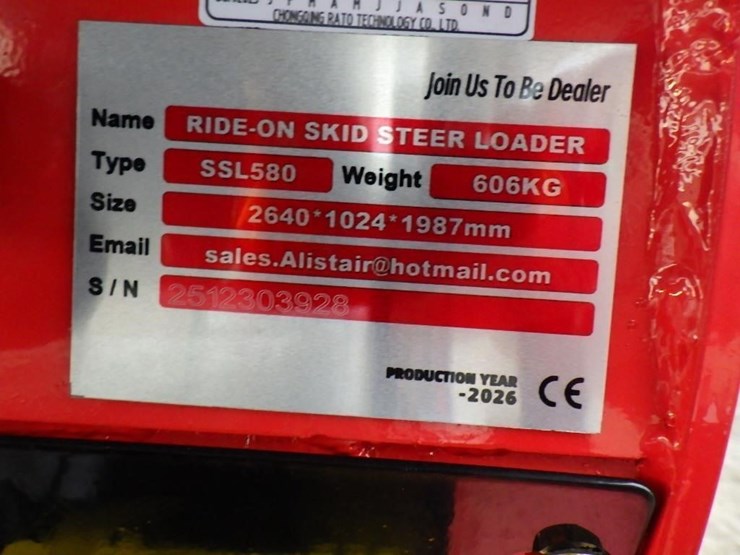 J F M A M J J A S O N D
CHONGQING RATO TECHNOLOGY CO. LTD.
Join Us To Be Dealer
Name RIDE-ON SKID STEER LOADER
Type SSL580 Weight 606KG
Size 2640*1024*1987mm
Email sales.Alistair@hotmail.com
S/N 2512303928
PRODUCTION YEAR
-2026 CE